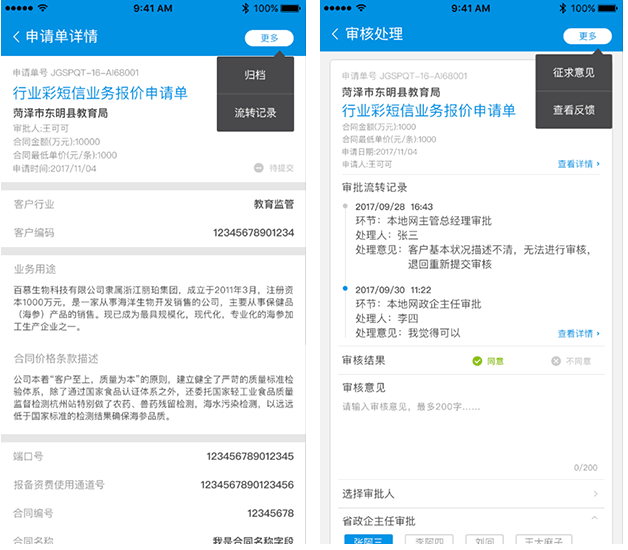 9:41 AM
100%
申请单详情
更多
归档
流转记录
申请单号 JGSPQT-16-AI68001
行业彩短信业务报价申请单
菏泽市东明县教育局
审批人:王可可
合同金额(万元):10000
合同最低单价(元/条):1000
申请时间:2017/11/04
待提交
客户行业
教育监管
客户编码
12345678901234
业务用途
百慕生物科技有限公司隶属浙江丽珀集团，成立于2011年3月，注册资
本1000万元，是一家从事海洋生物开发销售的公司，主要从事保健品
（海参）产品的销售。现已成为最具规模化，现代化，专业化的海参加
工生产企业之一。
合同价格条款描述
公司本着“客户至上，质量为本”的原则，建立健全了严苛的质量标准检
验体系，除了通过国家食品认证体系之外，还委托国家轻工业食品质量
监督检测杭州站特别做了农药、兽药残留检测，海水污染检测，以远远
低于国家标准的检测结果确保海参品质。
端口号
123456789012345
报备资费使用通道号
1234567890123456
合同编号
12345678
合同名称
我是合同名称字段
9:41 AM
100%
审核处理
更多
征求意见
查看反馈
申请单号 JGSPQT-16-AI68001
菏泽市东明县教育局
行业彩短信业务报价申请单
合同金额(万元):10000
合同最低单价(元/条):1000
申请日期:2017/11/04
申请人:王可可
查看详情
审批流转记录
2017/09/28 16:43
环节：本地网主管总经理审批
处理人：张三
处理意见：客户基本状况描述不清，无法进行审核，
退回重新提交审核
2017/09/30 11:22
环节：本地网政企主任审批
处理人：李四
处理意见：我觉得可以
查看详情
审核结果
同意
不同意
审核意见
请输入审核意见，最多200字……
0/200
选择审批人
省政企主任审批
张阿三
李阿四
刘同
王大麻子